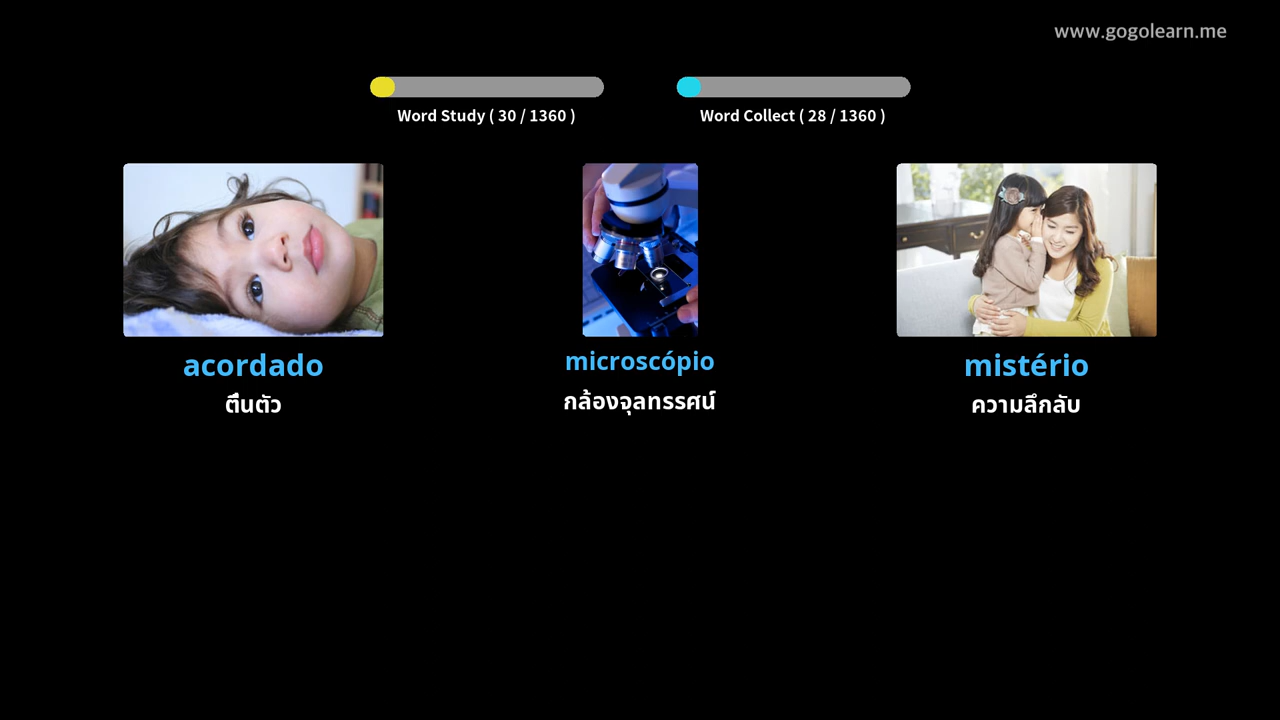 www.gogolearn.me
Word Study ( 30 / 1360 )
Word Collect ( 28 / 1360 )
acordado
microscópio
mistério
ตื่นตัว
กล้องจุลทรรศน์
ความลึกลับ